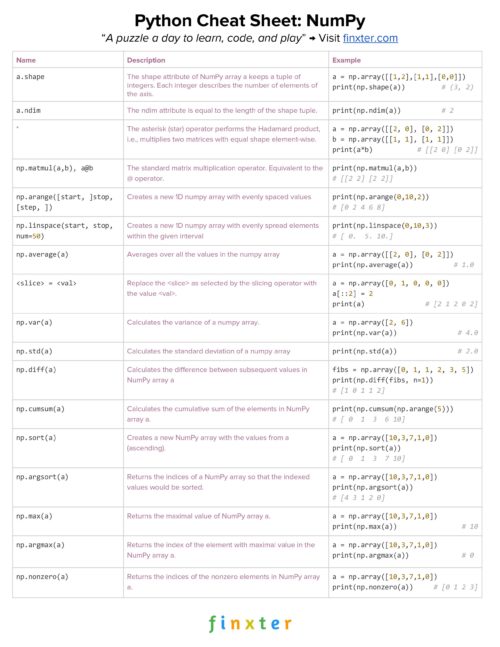 Python Cheat Sheet: NumPy
“A puzzle a day to learn, code, and play” → Visit finxter.com
Name Description Example
a.shape The shape attribute of NumPy array a keeps a tuple of
integers. Each integer describes the number of elements of
the axis.
a = np.array([[1,2],[1,1],[0,0]])
print(np.shape(a)) # (3, 2)
a.ndim The ndim attribute is equal to the length of the shape tuple. print(np.ndim(a)) # 2
* The asterisk (star) operator performs the Hadamard product,
i.e., multiplies two matrices with equal shape element-wise.
a = np.array([[2, 0], [0, 2]])
b = np.array([[1, 1], [1, 1]])
print(a*b) # [[2 0] [0 2]]
np.matmul(a,b), a@b The standard matrix multiplication operator. Equivalent to the
@ operator.
print(np.matmul(a,b))
# [[2 2] [2 2]]
np.arange([start, ]stop,
[step, ])
Creates a new 1D numpy array with evenly spaced values print(np.arange(0,10,2))
# [0 2 4 6 8]
np.linspace(start, stop,
num=50)
Creates a new 1D numpy array with evenly spread elements
within the given interval
print(np.linspace(0,10,3))
# [ 0. 5. 10.]
np.average(a) Averages over all the values in the numpy array a = np.array([[2, 0], [0, 2]])
print(np.average(a)) # 1.0
<slice> = <val> Replace the <slice> as selected by the slicing operator with
the value <val>.
a = np.array([0, 1, 0, 0, 0])
a[::2] = 2
print(a) # [2 1 2 0 2]
np.var(a) Calculates the variance of a numpy array. a = np.array([2, 6])
print(np.var(a)) # 4.0
np.std(a) Calculates the standard deviation of a numpy array print(np.std(a)) # 2.0
np.diff(a) Calculates the difference between subsequent values in
NumPy array a
fibs = np.array([0, 1, 1, 2, 3, 5])
print(np.diff(fibs, n=1))
# [1 0 1 1 2]
np.cumsum(a) Calculates the cumulative sum of the elements in NumPy
array a.
print(np.cumsum(np.arange(5)))
# [ 0 1 3 6 10]
np.sort(a) Creates a new NumPy array with the values from a
(ascending).
a = np.array([10,3,7,1,0])
print(np.sort(a))
# [ 0 1 3 7 10]
np.argsort(a) Returns the indices of a NumPy array so that the indexed
values would be sorted.
a = np.array([10,3,7,1,0])
print(np.argsort(a))
# [4 3 1 2 0]
np.max(a) Returns the maximal value of NumPy array a. a = np.array([10,3,7,1,0])
print(np.max(a)) # 10
np.argmax(a) Returns the index of the element with maximal value in the
NumPy array a.
a = np.array([10,3,7,1,0])
print(np.argmax(a)) # 0
np.nonzero(a) Returns the indices of the nonzero elements in NumPy array
a.
a = np.array([10,3,7,1,0])
print(np.nonzero(a)) # [0 1 2 3]
finxter